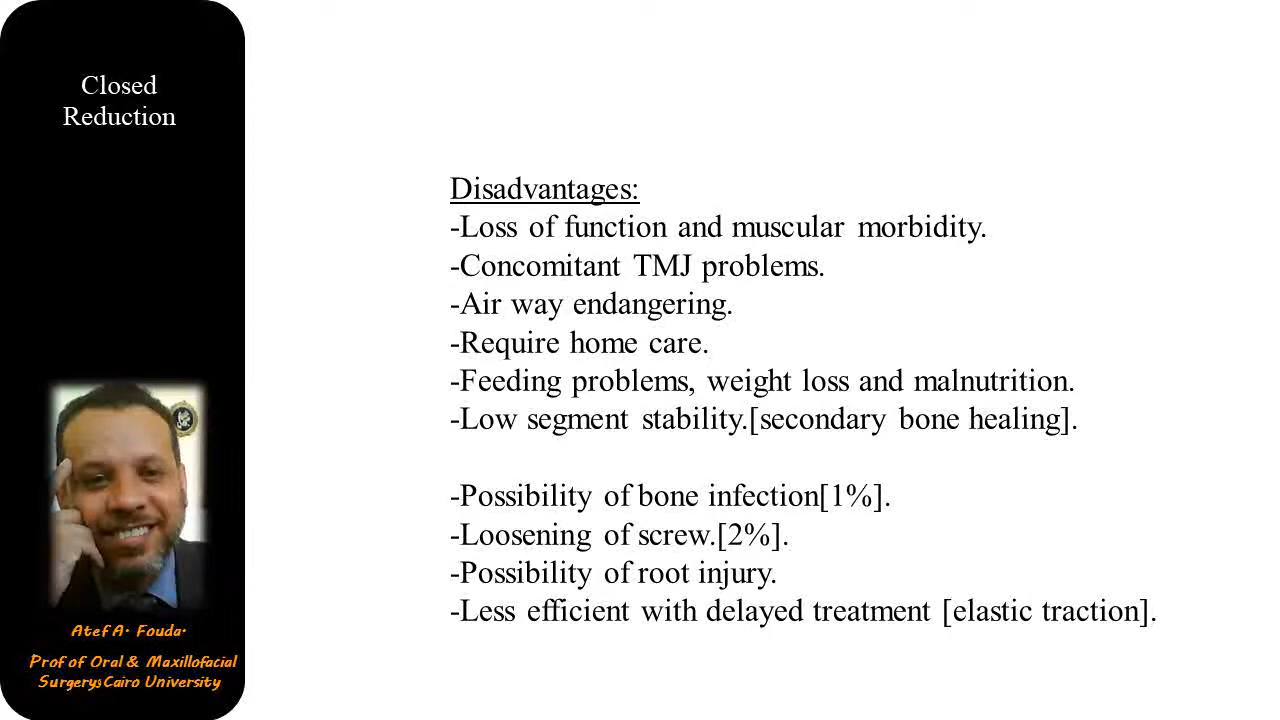 Closed
Reduction
Disadvantages:
-Loss of function and muscular morbidity.
-Concomitant TMJ problems.
-Air way endangering.
-Require home care.
-Feeding problems, weight loss and malnutrition.
-Low segment stability.[secondary bone healing].
-Possibility of bone infection[1%].
-Loosening of screw.[2%].
-Possibility of root injury.
-Less efficient with delayed treatment [elastic traction].
Atef A. Fouda.
Prof of Oral & Maxillofacial
Surgery,Cairo University